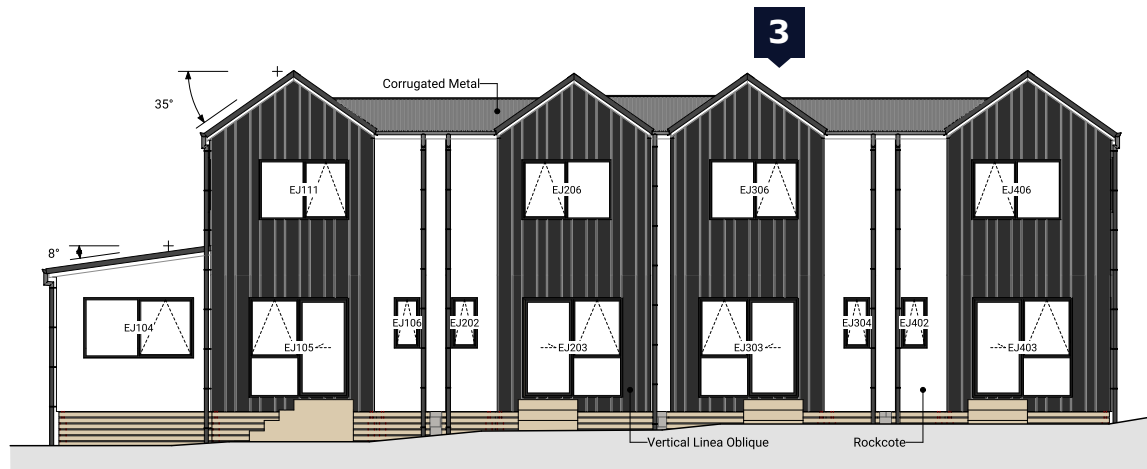 3
Corrugated Metal
35°
EJ111
EJ206
EJ306
EJ406
8°
EJ104
EJ106
EJ202
EJ304
EJ402
EJ105
EJ203
EJ303
EJ403
Vertical Linea Oblique
Rockcote